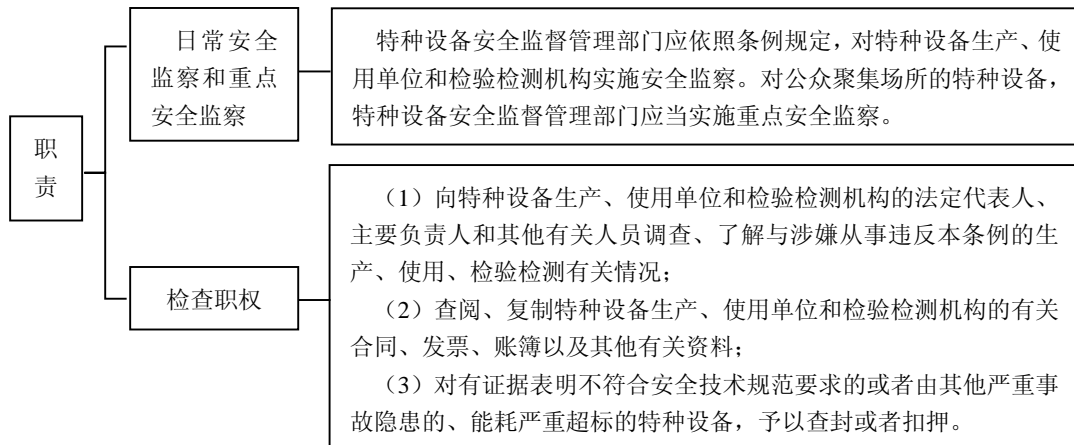 职
责
日常安全
监察和重点
安全监察
特种设备安全监督管理部门应依照条例规定，对特种设备生产、使
用单位和检验检测机构实施安全监察。对公众聚集场所的特种设备，
特种设备安全监督管理部门应当实施重点安全监察。
检查职权
（1）向特种设备生产、使用单位和检验检测机构的法定代表人、
主要负责人和其他有关人员调查、了解与涉嫌从事违反本条例的生
产、使用、检验检测有关情况；
（2）查阅、复制特种设备生产、使用单位和检验检测机构的有关
合同、发票、账簿以及其他有关资料；
（3）对有证据表明不符合安全技术规范要求的或者由其他严重事
故隐患的、能耗严重超标的特种设备，予以查封或者扣押。